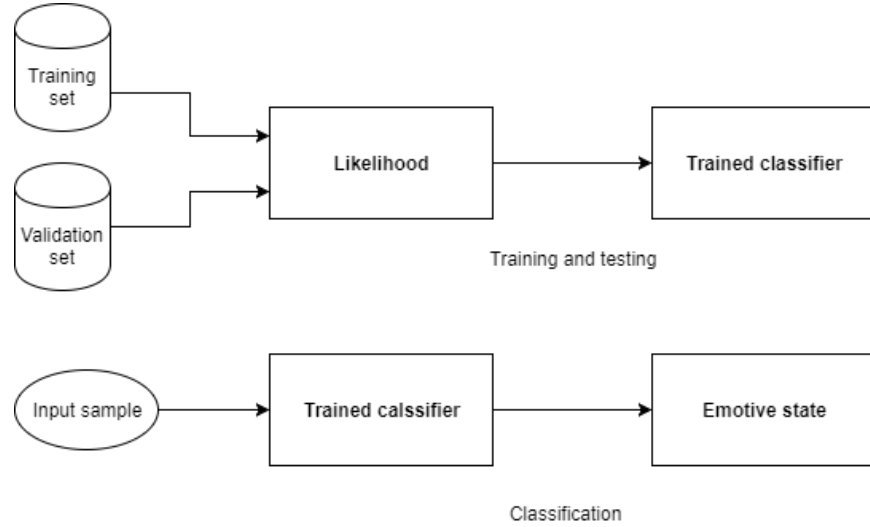 Training
set
Likelihood
Trained classifier
Validation
set
Training and testing
Input sample
Trained calssifier
Emotive state
Classification